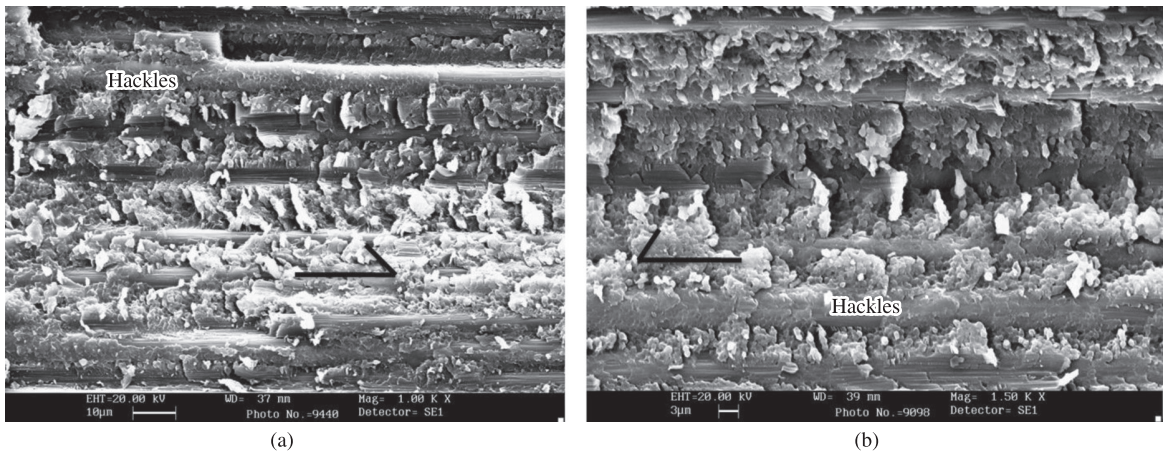 Hackles
EHT=20.00 kV WD= 37 mm Mag= 1.00 K X
10μm Photo No.=9440 Detector= SE1
(a)
Hackles
EHT=20.00 kV WD= 39 mm Mag= 1.50 K X
3μm Photo No.=9098 Detector= SE1
(b)